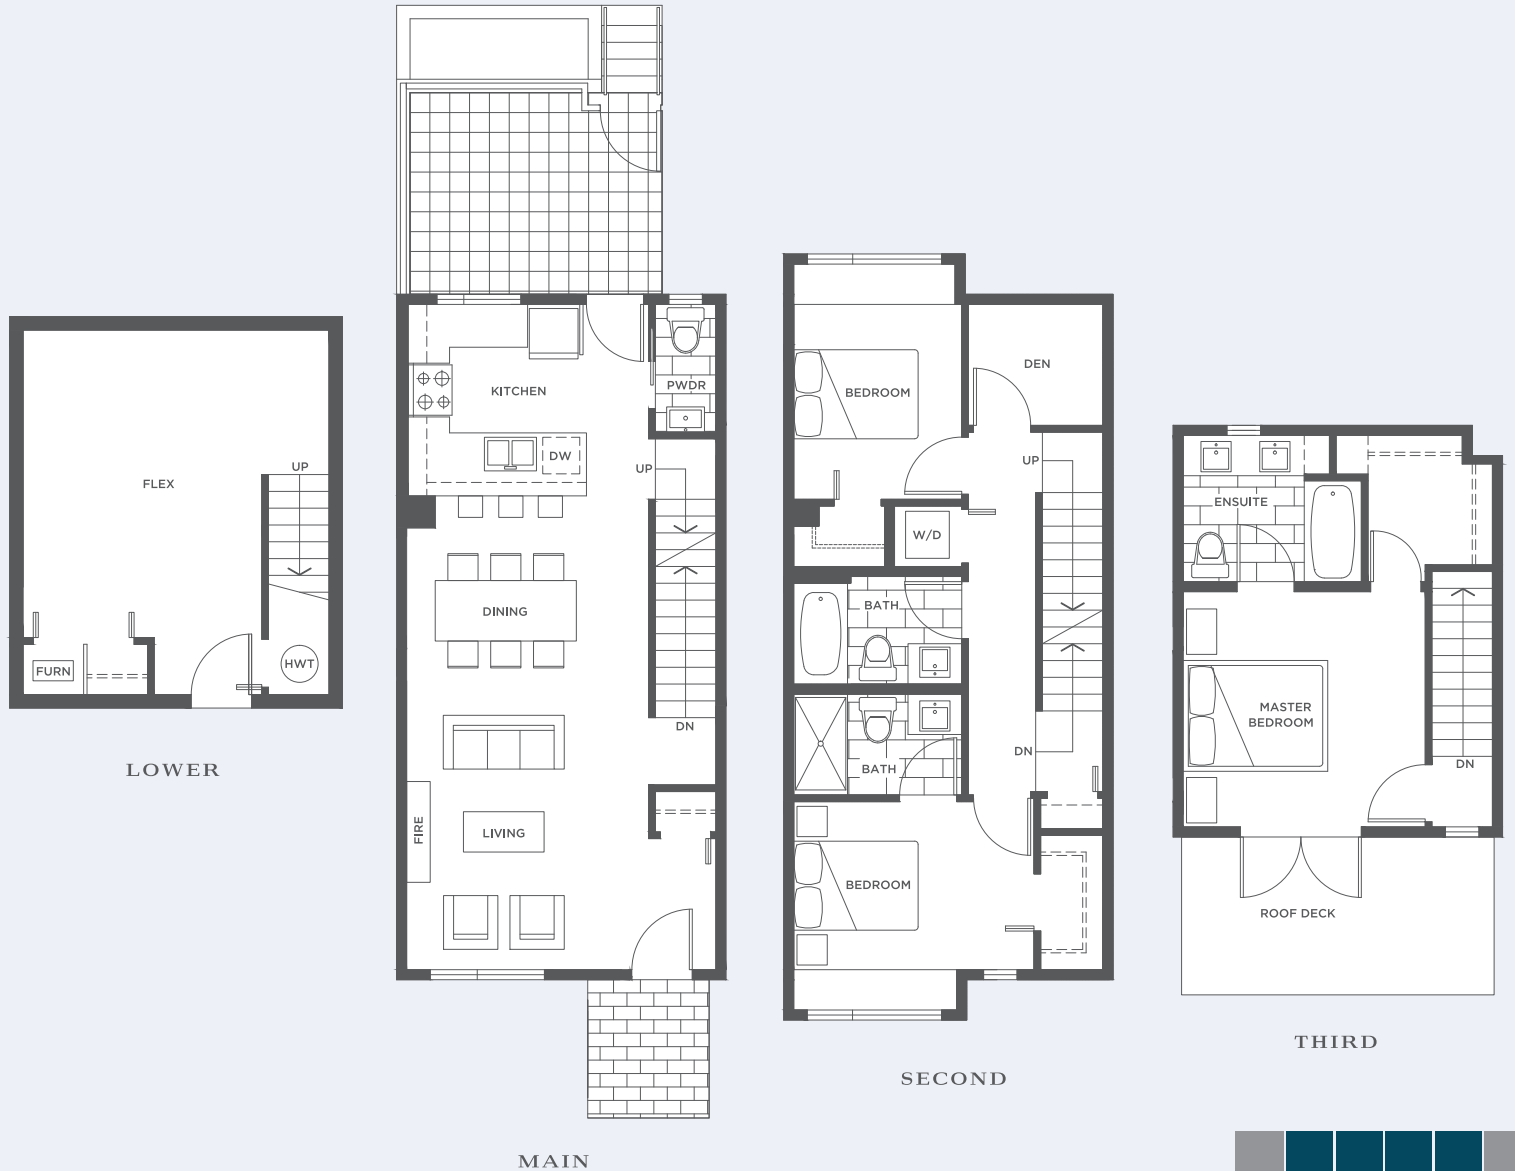 FLEX
UP
FURN
HWT
LOWER
KITCHEN
PWDR
DW
UP
DINING
DN
LIVING
FIRE
MAIN
BEDROOM
DEN
UP
W/D
BATH
DN
BATH
BEDROOM
SECOND
ENSUITE
MASTER
BEDROOM
DN
ROOF DECK
THIRD